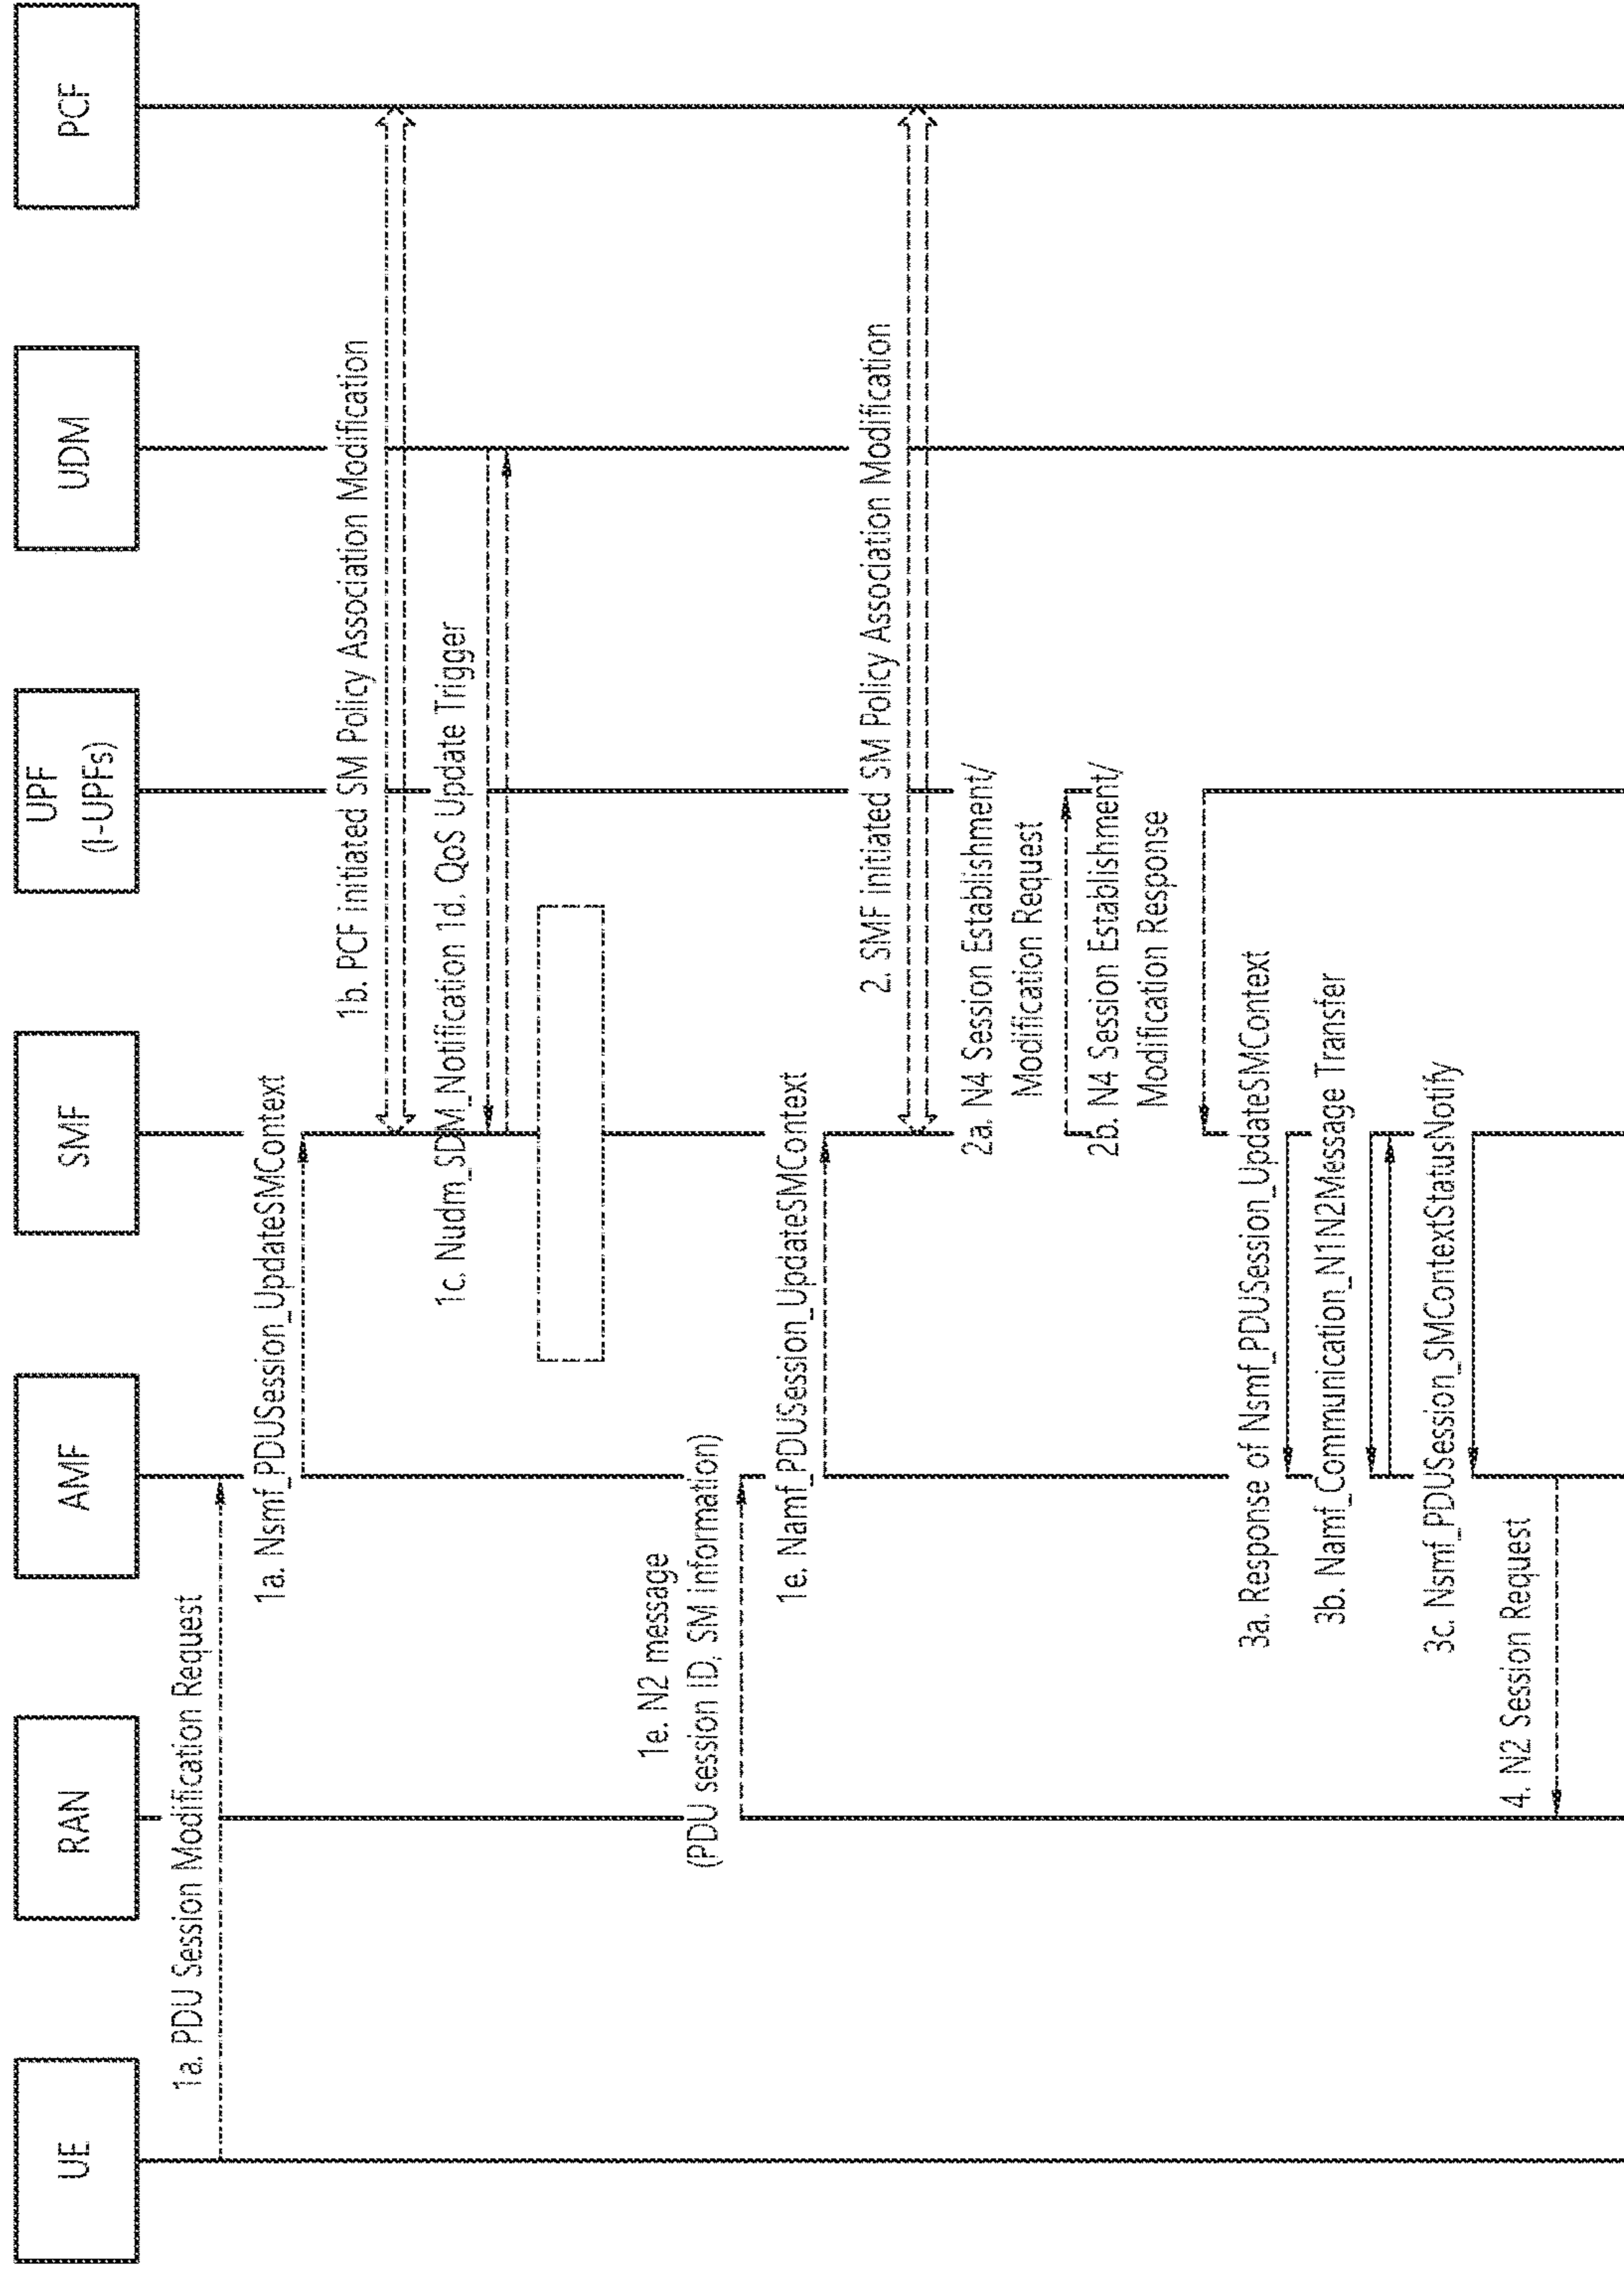 UE
RAN
AMF
SMF
UPF
(I-UPFs)
UDM
PCF
1a. PDU Session Modification Request
1a. Nsmf_PDUSession_UpdateSMContext
1b. PCF initiated SM Policy Association Modification
1c. Nudm_SDM_Notification 1d. QoS Update Trigger
1e. N2 message
(PDU session ID, SM information)
1e. Namf_PDUSession_UpdateSMContext
2. SMF initiated SM Policy Association Modification
2a. N4 Session Establishment/
Modification Request
2b. N4 Session Establishment/
Modification Response
3a. Response of Nsmf_PDUSession_UpdateSMContext
3b. Namf_Communication_N1N2Message Transfer
3c. Nsmf_PDUSession_SMContextStatusNotify
4. N2 Session Request